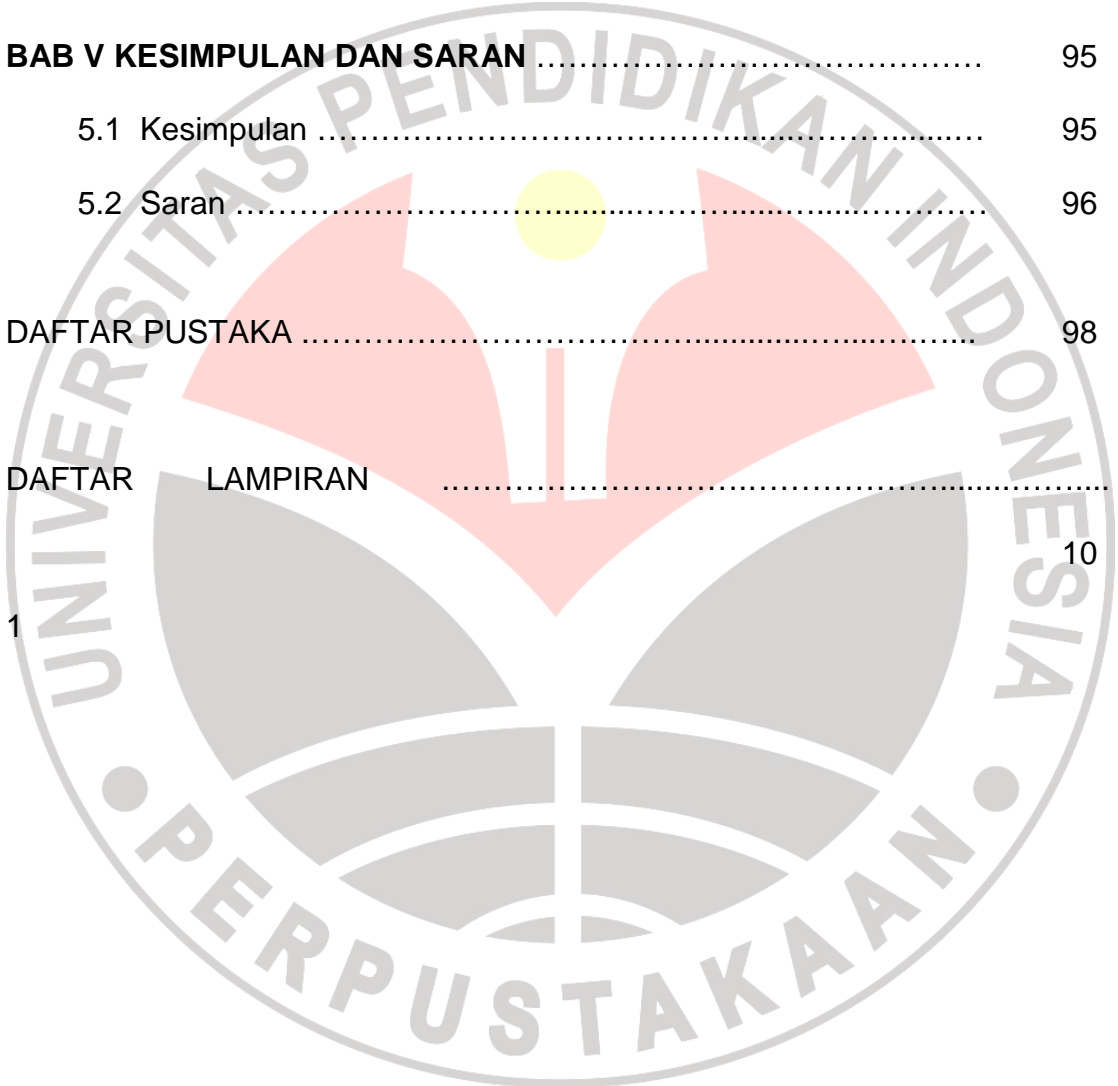 BAB V KESIMPULAN DAN SARAN ………………………………… 95
5.1 Kesimpulan ………………………………......……….......… 95
5.2 Saran ………………………..........………......…....………… 96
DAFTAR PUSTAKA .……………………………..............…...…..….... 98
DAFTAR LAMPIRAN ..…………………………………...........……....
10
1
UNIVERSITAS PENDIDIKAN INDONESIA
PERPUSTAKAAN